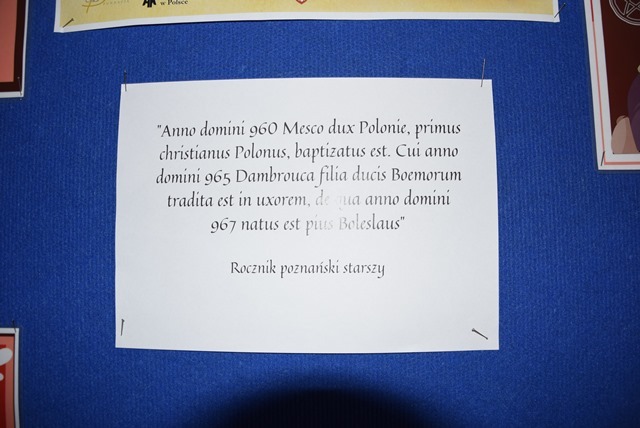 w Polsce
"Anno domini 960 Mesco dux Polonie, primus
christianus Polonus, baptizatus est. Cui anno
domini 965 Dambrouca filia ducis Boemorum
tradita est in uxorem, de qua anno domini
967 natus est pius Boleslaus"
Rocznik poznański starszy